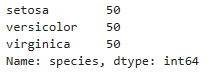 setosa        50
versicolor    50
virginica     50
Name: species, dtype: int64